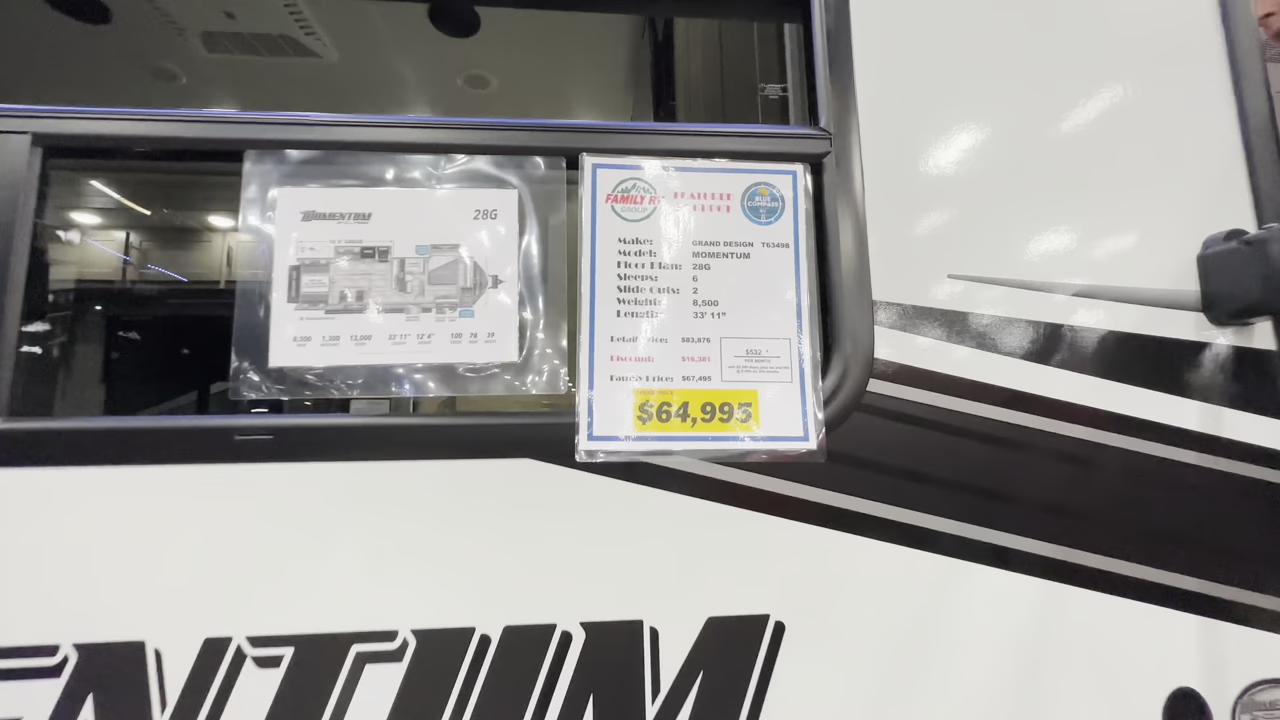 MOMENTUM
28G
8,500 1,300 13,000 33' 11" 12' 4" 100 78 39
FAMILY RV
GROUP
FEATURED
BLUE
COMPASS
RV
Make: GRAND DESIGN T63498
Model: MOMENTUM
Floor Plan: 28G
Sleeps: 6
Slide Outs: 2
Weight: 8,500
Length: 33' 11"
Retail Price: $83,876
Discount: $16,381
$532 *
PER MONTH
Family Price: $67,495
$64,995
ENTUM